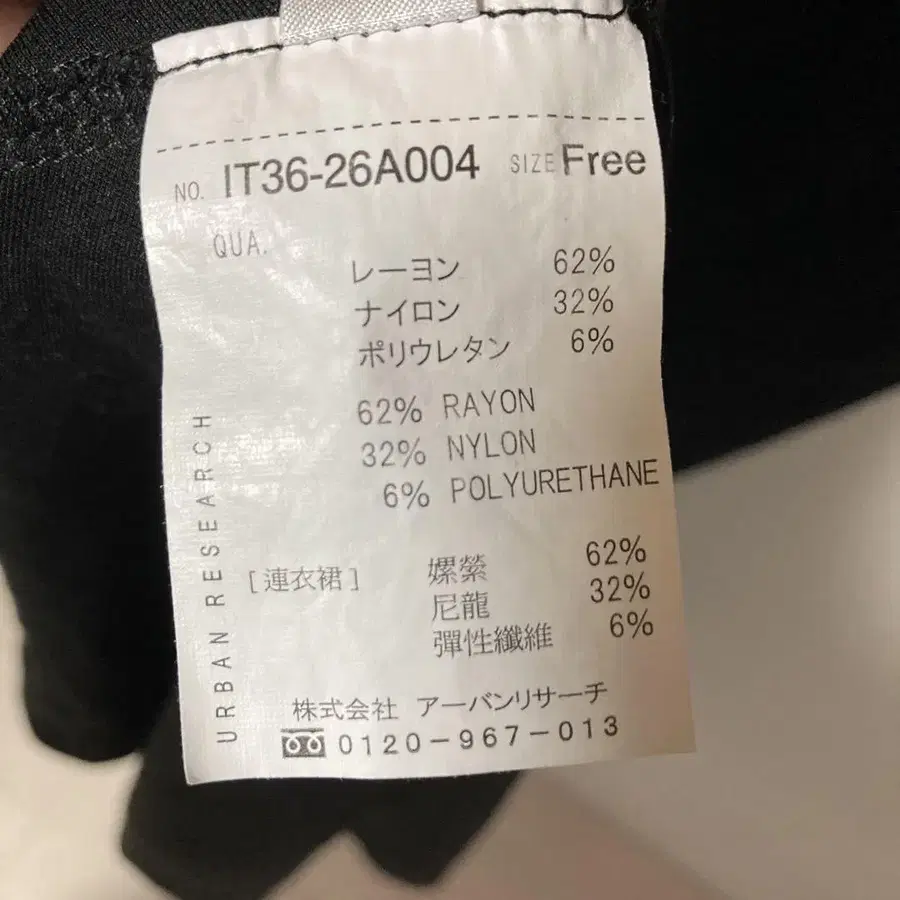 NO. IT36-26A004 SIZE Free
QUA.
レーヨン 62%
ナイロン 32%
ポリウレタン 6%
62% RAYON
32% NYLON
6% POLYURETHANE
URBAN RESEARCH
[連衣裙] 嫘縈 62%
尼龍 32%
彈性纖維 6%
株式会社 アーバンリサーチ
0120-967-013